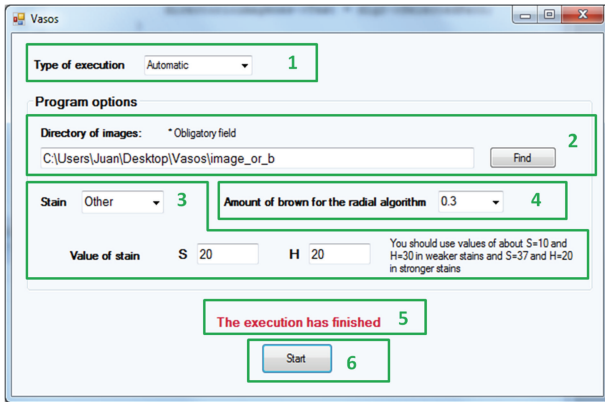 Vasos
Type of execution Automatic 1
Program options
Directory of images: * Obligatory field
C:\Users\Juan\Desktop\Vasos\image_or_b Find 2
Stain Other 3 Amount of brown for the radial algorithm 0.3 4
Value of stain S 20 H 20
You should use values of about S=10 and
H=30 in weaker stains and S=37 and H=20
in stronger stains
The execution has finished 5
Start 6